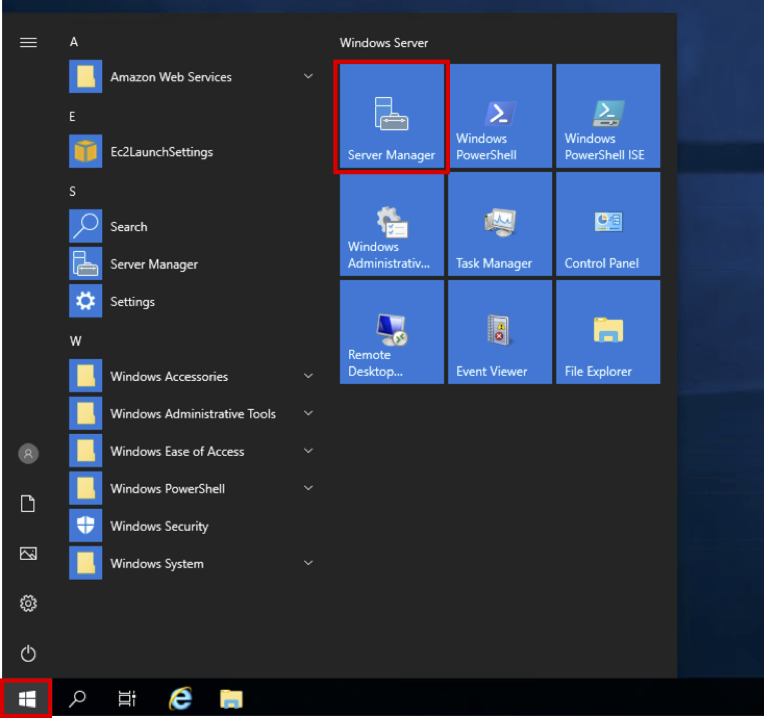 A
Amazon Web Services
E
Ec2LaunchSettings
S
Search
Server Manager
Settings
W
Windows Accessories
Windows Administrative Tools
Windows Ease of Access
Windows PowerShell
Windows Security
Windows System
Windows Server
Server Manager
Windows
PowerShell
Windows
PowerShell ISE
Windows
Administrativ...
Task Manager
Control Panel
Remote
Desktop...
Event Viewer
File Explorer